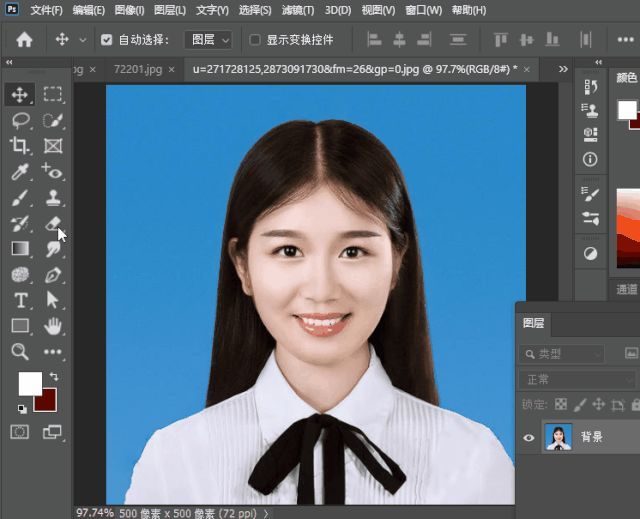 Ps 文件(F) 编辑(E) 图像(I) 图层(L) 文字(Y) 选择(S) 滤镜(T) 3D(D) 视图(V) 窗口(W) 帮助(H)
自动选择: 图层 显示变换控件
pg × 72201.jpg × u=271728125,2873091730&fm=26&gp=0.jpg @ 97.7%(RGB/8#) * ×
颜色
通道
图层
类型
正常
锁定:
背景
97.74% 500 像素 x 500 像素 (72 ppi)